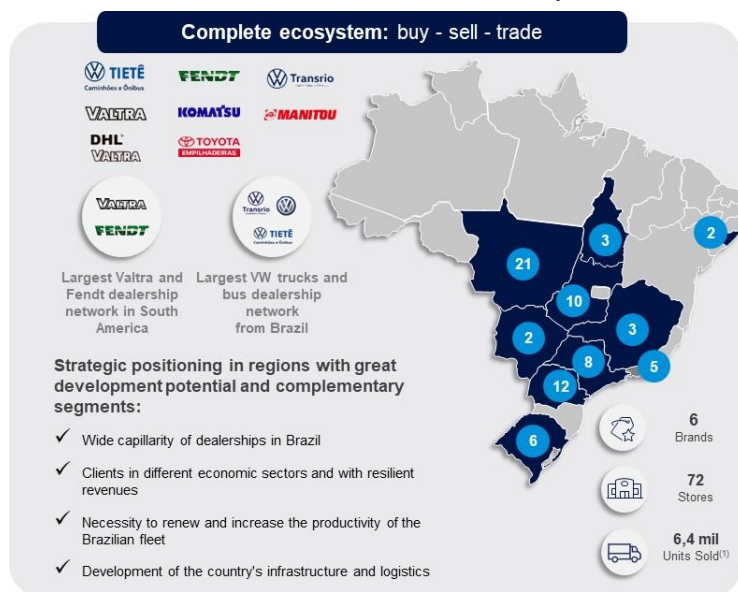 Complete ecosystem: buy - sell - trade
TIETÊ
Caminhões e Ônibus
FENDT
Transrio
VALTRA
KOMATSU
MANITOU
DHL
VALTRA
TOYOTA
EMPILHADEIRAS
VALTRA
FENDT
Transrio
TIETÊ
Caminhões e Ônibus
Largest Valtra and
Fendt dealership
network in South
America
Largest VW trucks and
bus dealership
network
from Brazil
Strategic positioning in regions with great
development potential and complementary
segments:
✓ Wide capillarity of dealerships in Brazil
✓ Clients in different economic sectors and with resilient
revenues
✓ Necessity to renew and increase the productivity of the
Brazilian fleet
✓ Development of the country's infrastructure and logistics
2
3
21
10
3
2
8
5
12
6
6
Brands
72
Stores
6,4 mil
Units Sold(1)